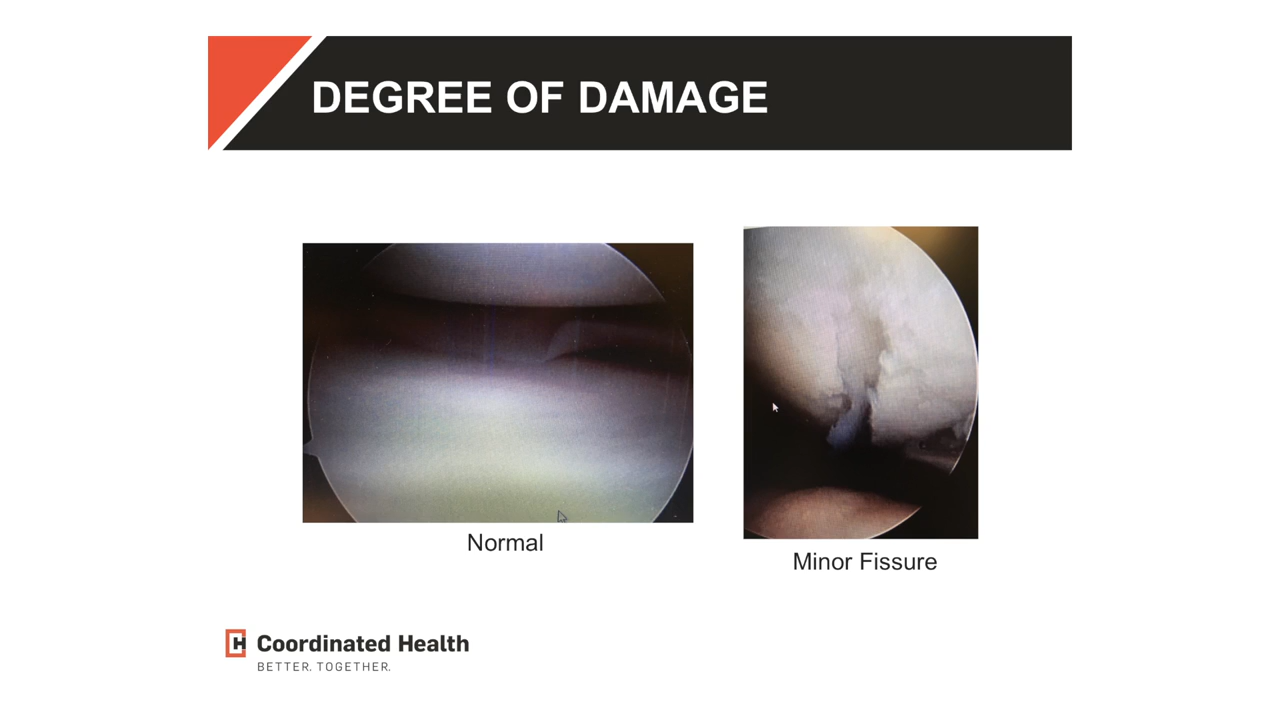 DEGREE OF DAMAGE
Normal
Minor Fissure
Coordinated Health
BETTER. TOGETHER.